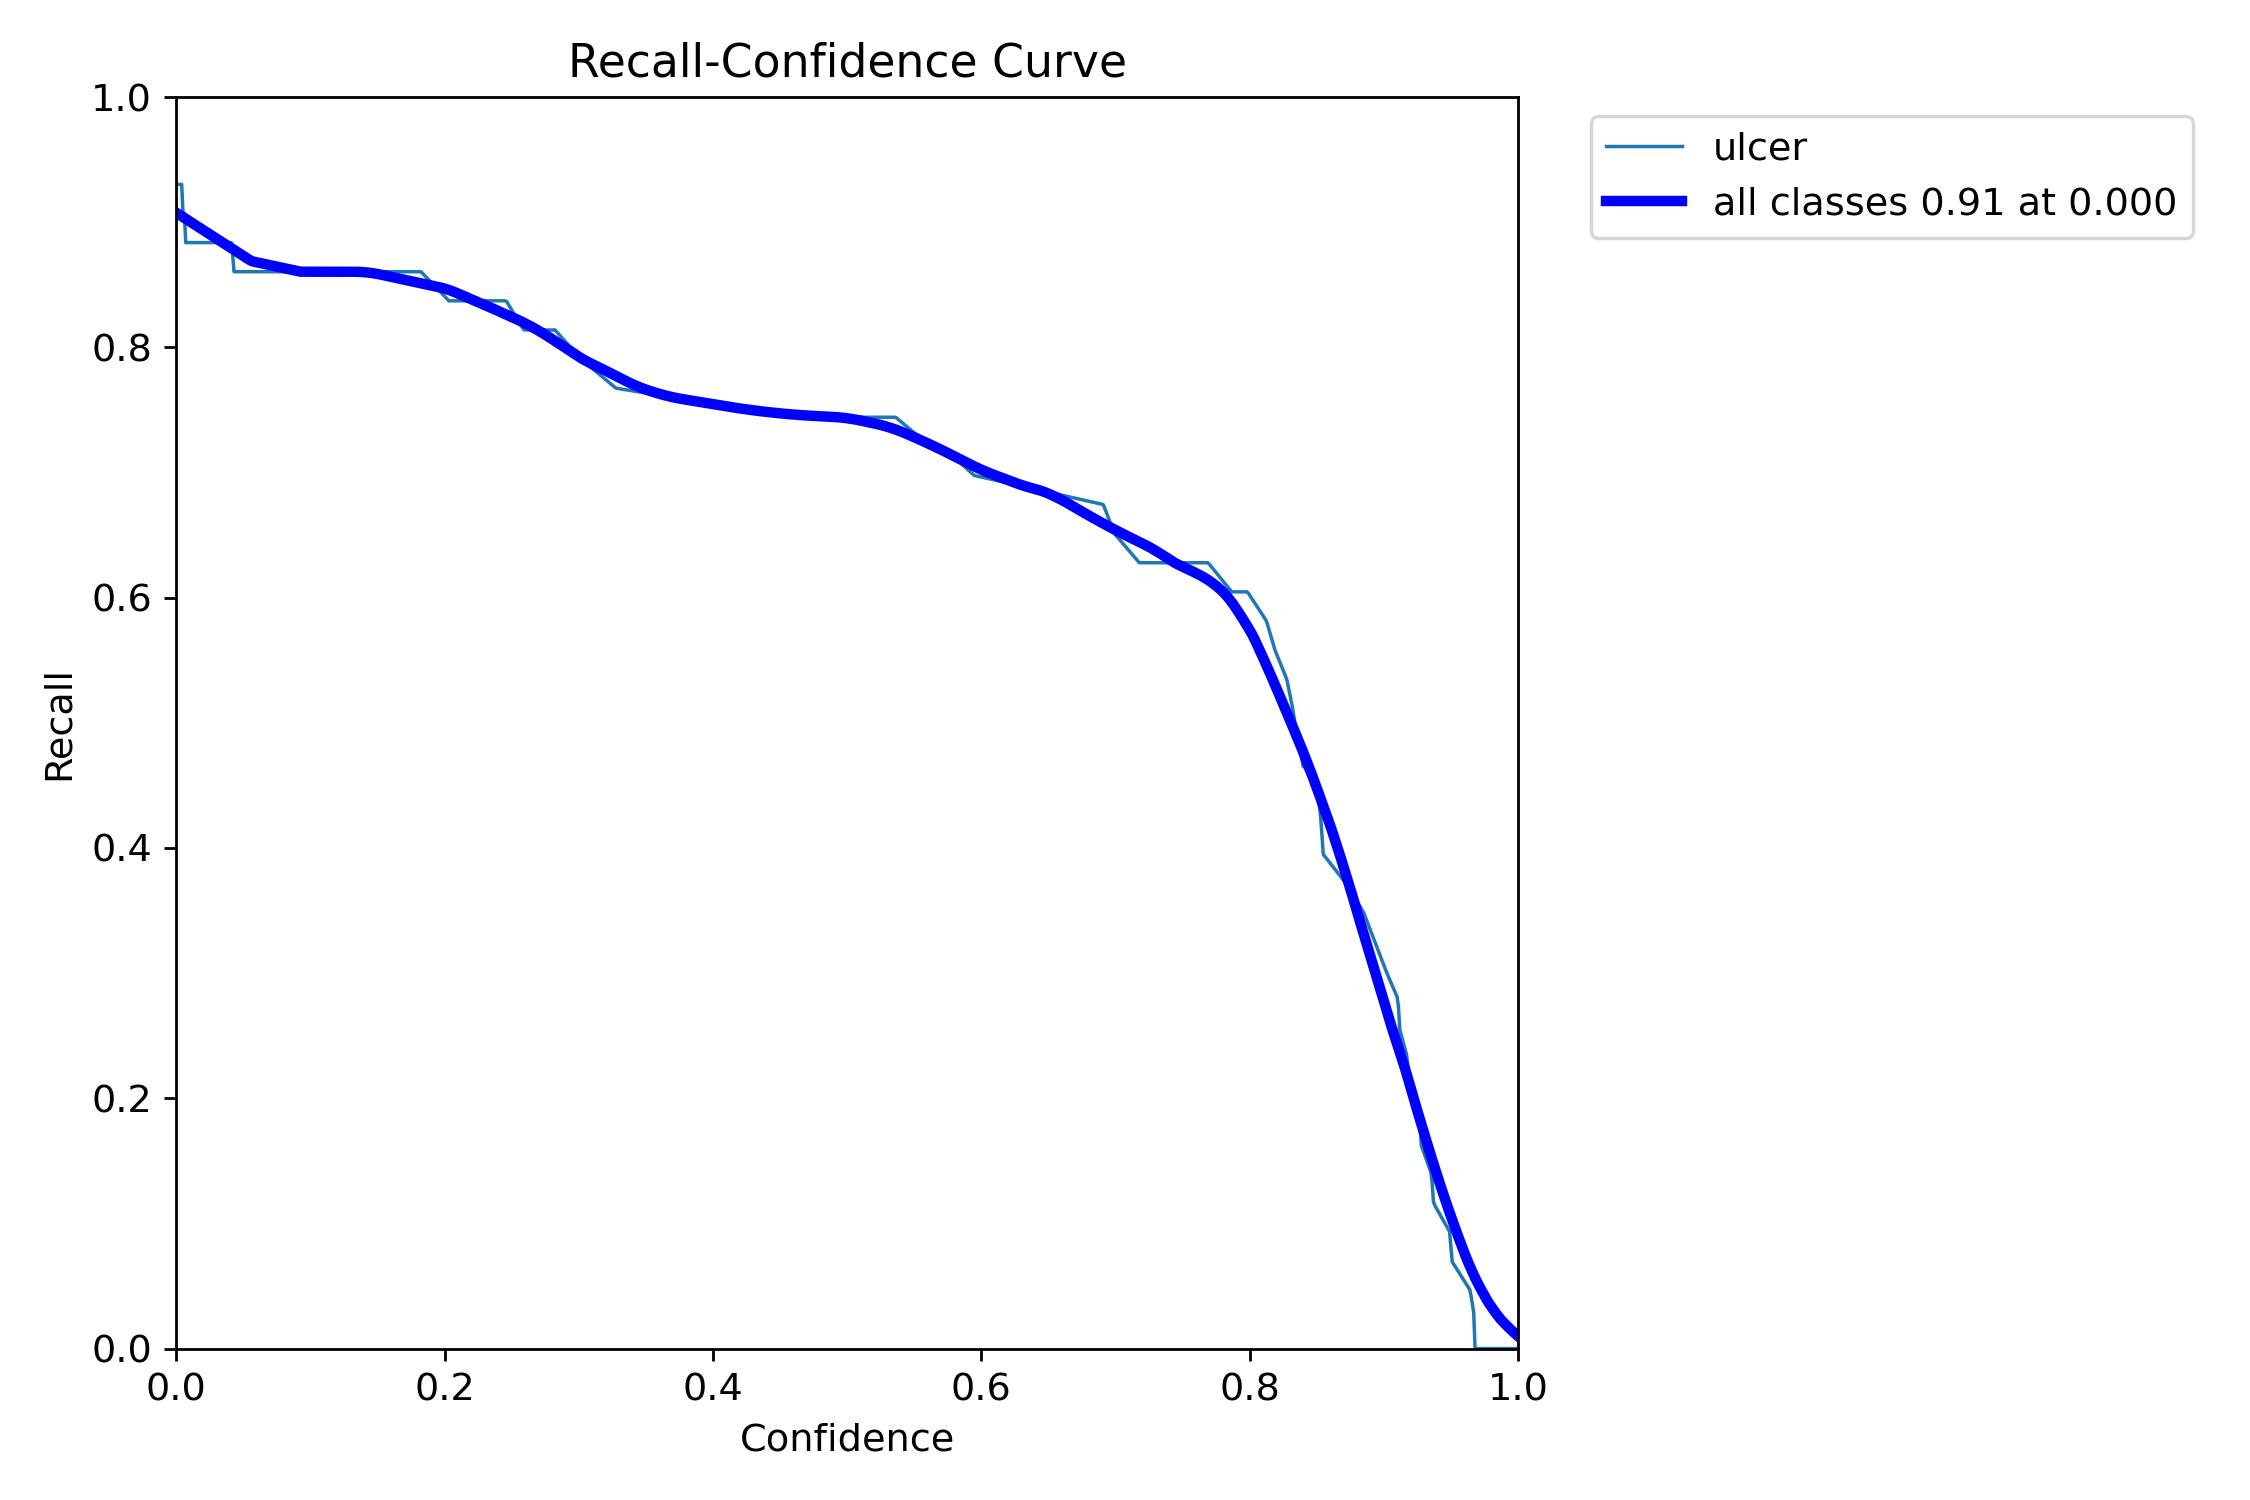 Recall-Confidence Curve
1.0
0.8
0.6
0.4
0.2
0.0
Recall
0.0 0.2 0.4 0.6 0.8 1.0
Confidence
ulcer
all classes 0.91 at 0.000